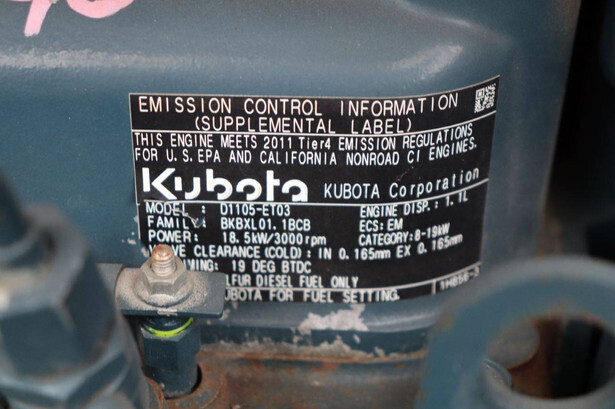 EMISSION CONTROL INFORMATION
(SUPPLEMENTAL LABEL)
THIS ENGINE MEETS 2011 Tier4 EMISSION REGULATIONS
FOR U.S. EPA AND CALIFORNIA NONROAD CI ENGINES.
Kubota KUBOTA Corporation
MODEL : D1105-ET03 ENGINE DISP.: 1.1L
FAMILY: BKBXL01.1BCB ECS: EM
POWER: 18.5kW/3000rpm CATEGORY: 8-19kW
CLEARANCE (COLD): IN 0.165mm EX 0.165mm
19 DEG BTDC
DIESEL FUEL ONLY
FOR FUEL SETTING.